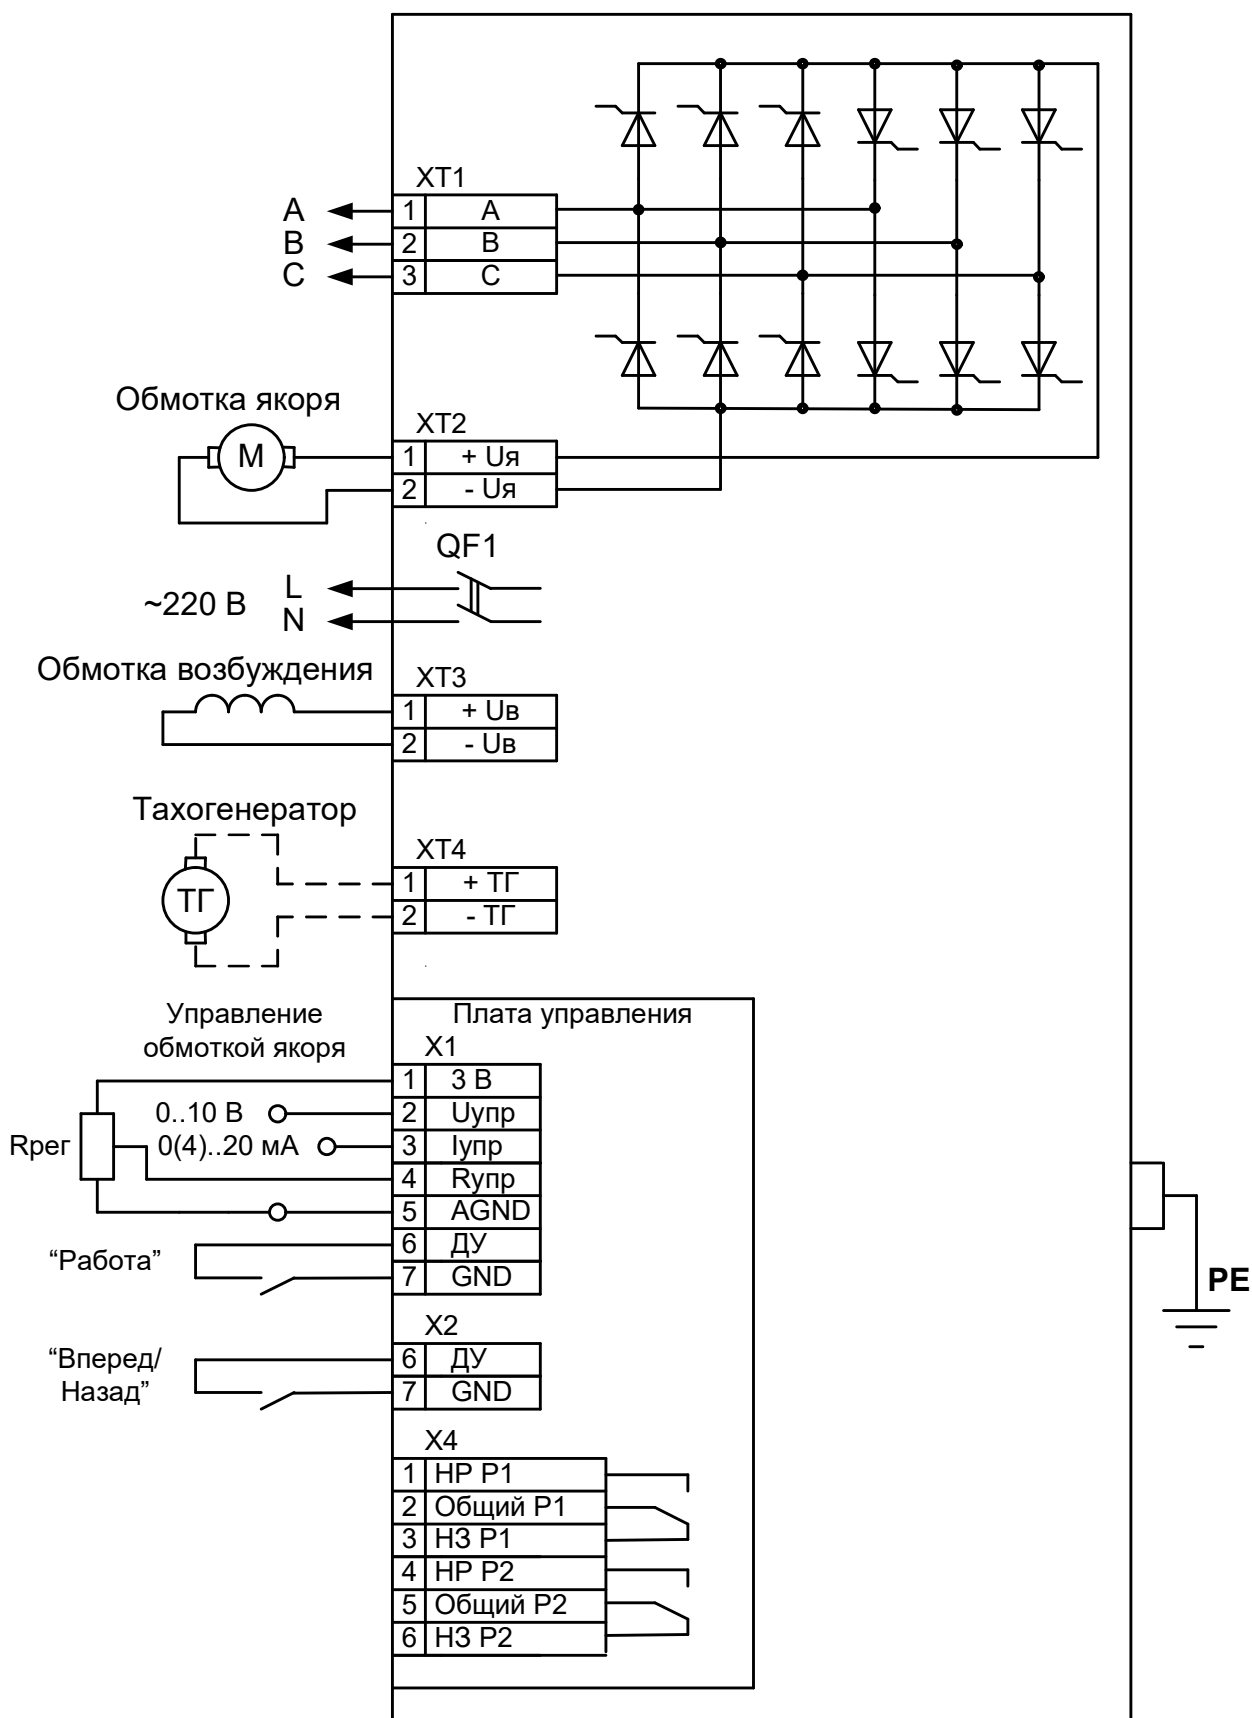 XT1
A 1 A
B 2 B
C 3 C
Обмотка якоря
XT2
M 1 + Uя
2 - Uя
QF1
~220 В L
N
Обмотка возбуждения
XT3
1 + Uв
2 - Uв
Тахогенератор
XT4
ТГ 1 + ТГ
2 - ТГ
Управление
обмоткой якоря
Плата управления
X1
1 3 В
0..10 В 2 Uупр
Rрег 0(4)..20 мА 3 Iупр
4 Rупр
5 AGND
"Работа” 6 ДУ
7 GND
PE
X2
“Вперед/
Назад”
6 ДУ
7 GND
X4
1 НР Р1
2 Общий Р1
3 НЗ Р1
4 НР Р2
5 Общий Р2
6 НЗ Р2